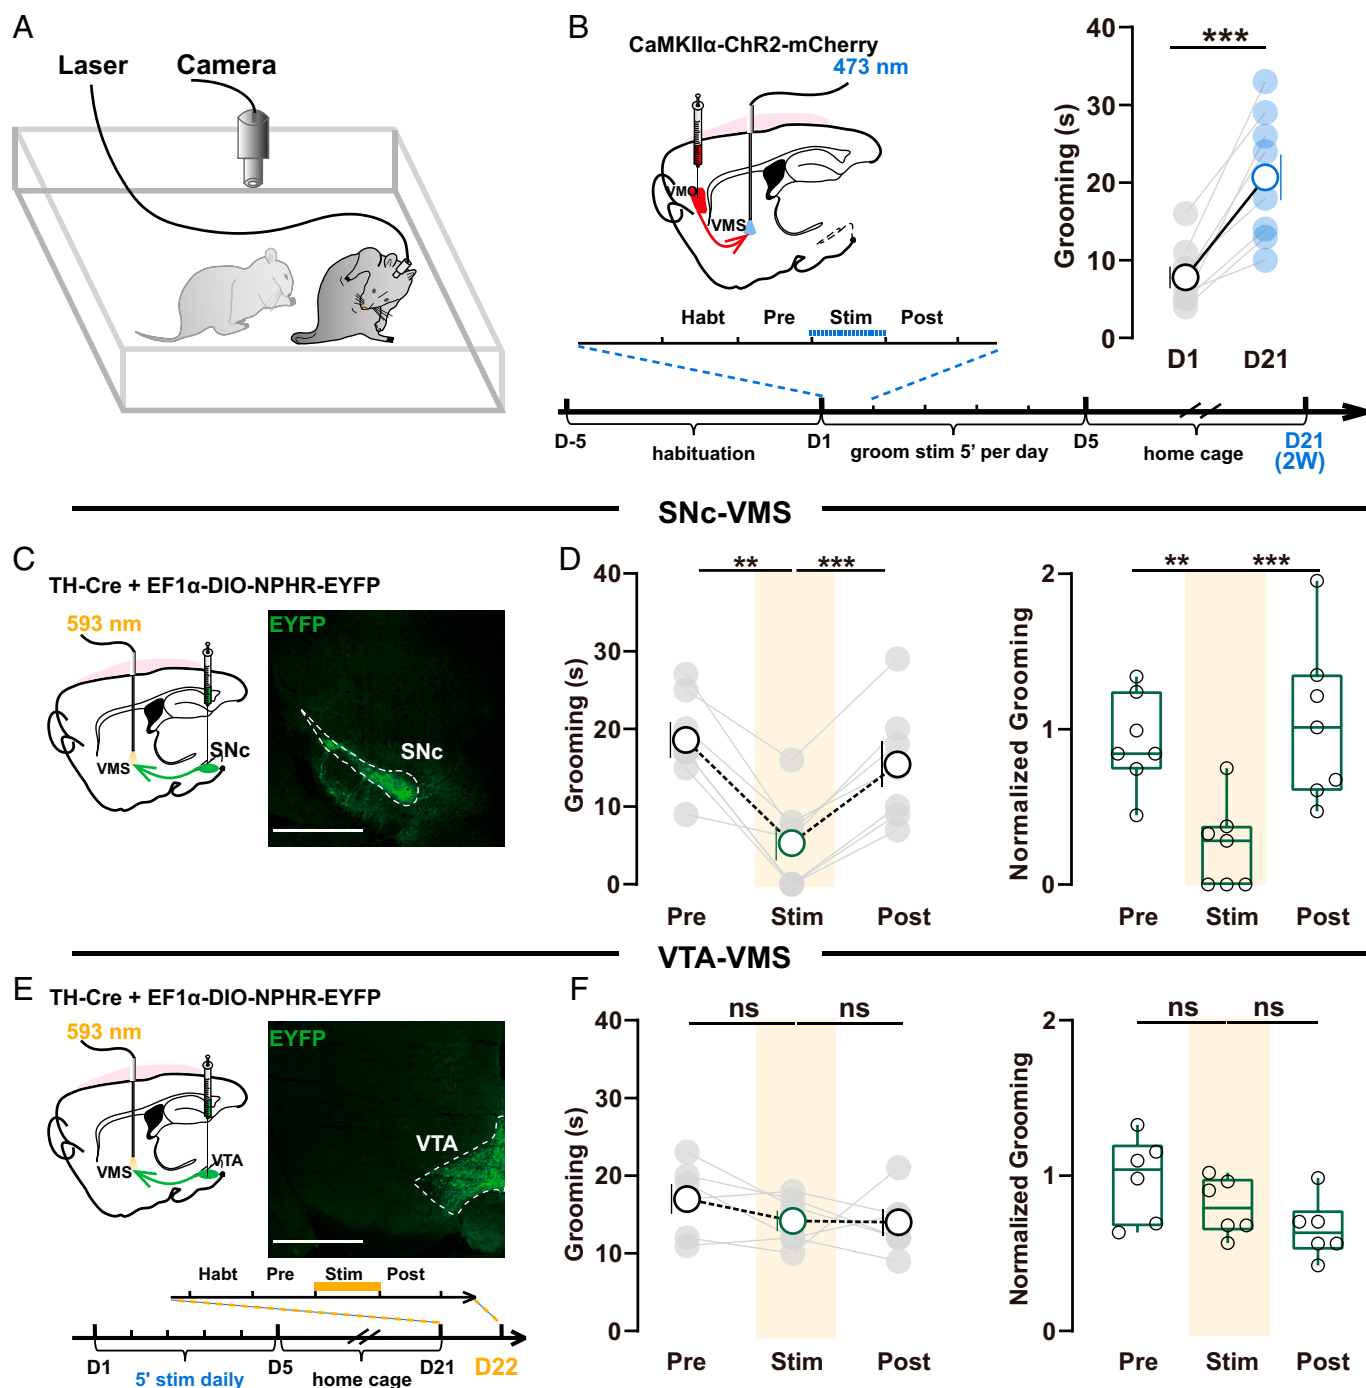 A
Laser
Camera
B
CaMKIIα-ChR2-mCherry
473 nm
VMO
VMS
Habt Pre Stim Post
***
Grooming (s)
40
30
20
10
0
D1 D21
D-5
habituation
D1
groom stim 5' per day
D5
home cage
D21
(2W)
SNc-VMS
C
TH-Cre + EF1α-DIO-NPHR-EYFP
593 nm
VMS
SNc
EYFP
SNc
D
** ***
Grooming (s)
40
30
20
10
0
Pre Stim Post
** ***
Normalized Grooming
2
1
0
Pre Stim Post
VTA-VMS
E
TH-Cre + EF1α-DIO-NPHR-EYFP
593 nm
VMS
VTA
EYFP
VTA
Habt Pre Stim Post
D1
5' stim daily
D5
home cage
D21
D22
F
ns ns
Grooming (s)
40
30
20
10
0
Pre Stim Post
ns ns
Normalized Grooming
2
1
0
Pre Stim Post